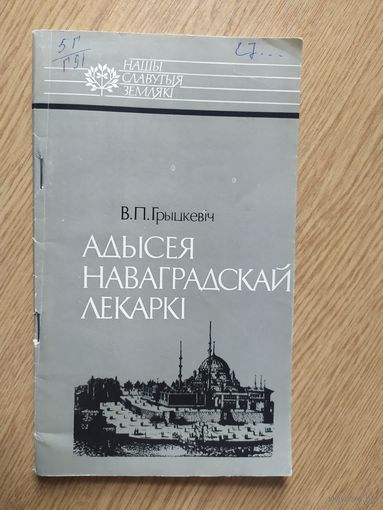 5Г
Г51
НАШЫ
СЛАВУТЫЯ
ЗЕМЛЯКІ
В.П.Грыцкевіч
АДЫСЕЯ
НАВАГРАДСКАЙ
ЛЕКАРКІ